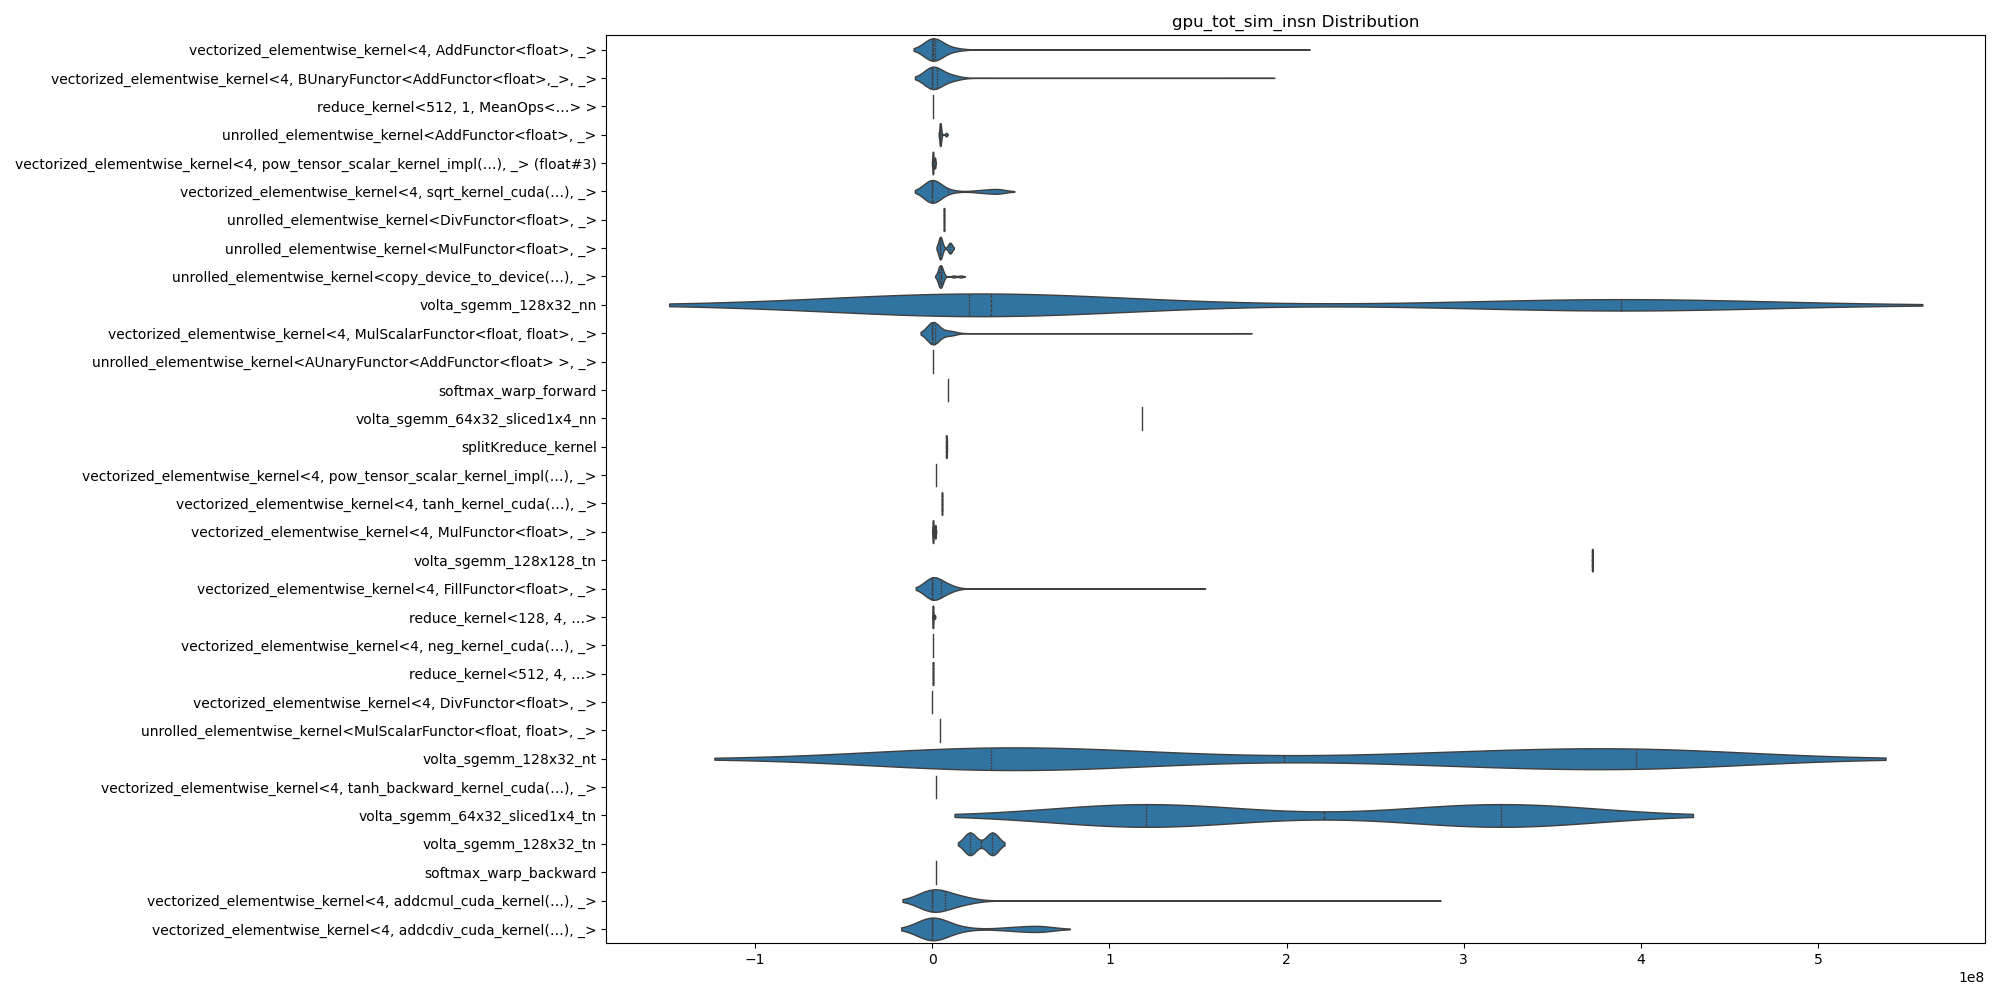 gpu_tot_sim_insn Distribution
vectorized_elementwise_kernel<4, AddFunctor<float>, _>
vectorized_elementwise_kernel<4, BUnaryFunctor<AddFunctor<float>,_>, _>
reduce_kernel<512, 1, MeanOps<...> >
unrolled_elementwise_kernel<AddFunctor<float>, _>
vectorized_elementwise_kernel<4, pow_tensor_scalar_kernel_impl(...), _> (float#3)
vectorized_elementwise_kernel<4, sqrt_kernel_cuda(...), _>
unrolled_elementwise_kernel<DivFunctor<float>, _>
unrolled_elementwise_kernel<MulFunctor<float>, _>
unrolled_elementwise_kernel<copy_device_to_device(...), _>
volta_sgemm_128x32_nn
vectorized_elementwise_kernel<4, MulScalarFunctor<float, float>, _>
unrolled_elementwise_kernel<AUnaryFunctor<AddFunctor<float> >, _>
softmax_warp_forward
volta_sgemm_64x32_sliced1x4_nn
splitKreduce_kernel
vectorized_elementwise_kernel<4, pow_tensor_scalar_kernel_impl(...), _>
vectorized_elementwise_kernel<4, tanh_kernel_cuda(...), _>
vectorized_elementwise_kernel<4, MulFunctor<float>, _>
volta_sgemm_128x128_tn
vectorized_elementwise_kernel<4, FillFunctor<float>, _>
reduce_kernel<128, 4, ...>
vectorized_elementwise_kernel<4, neg_kernel_cuda(...), _>
reduce_kernel<512, 4, ...>
vectorized_elementwise_kernel<4, DivFunctor<float>, _>
unrolled_elementwise_kernel<MulScalarFunctor<float, float>, _>
volta_sgemm_128x32_nt
vectorized_elementwise_kernel<4, tanh_backward_kernel_cuda(...), _>
volta_sgemm_64x32_sliced1x4_tn
volta_sgemm_128x32_tn
softmax_warp_backward
vectorized_elementwise_kernel<4, addcmul_cuda_kernel(...), _>
vectorized_elementwise_kernel<4, addcdiv_cuda_kernel(...), _>
−1 0 1 2 3 4 5
1e8